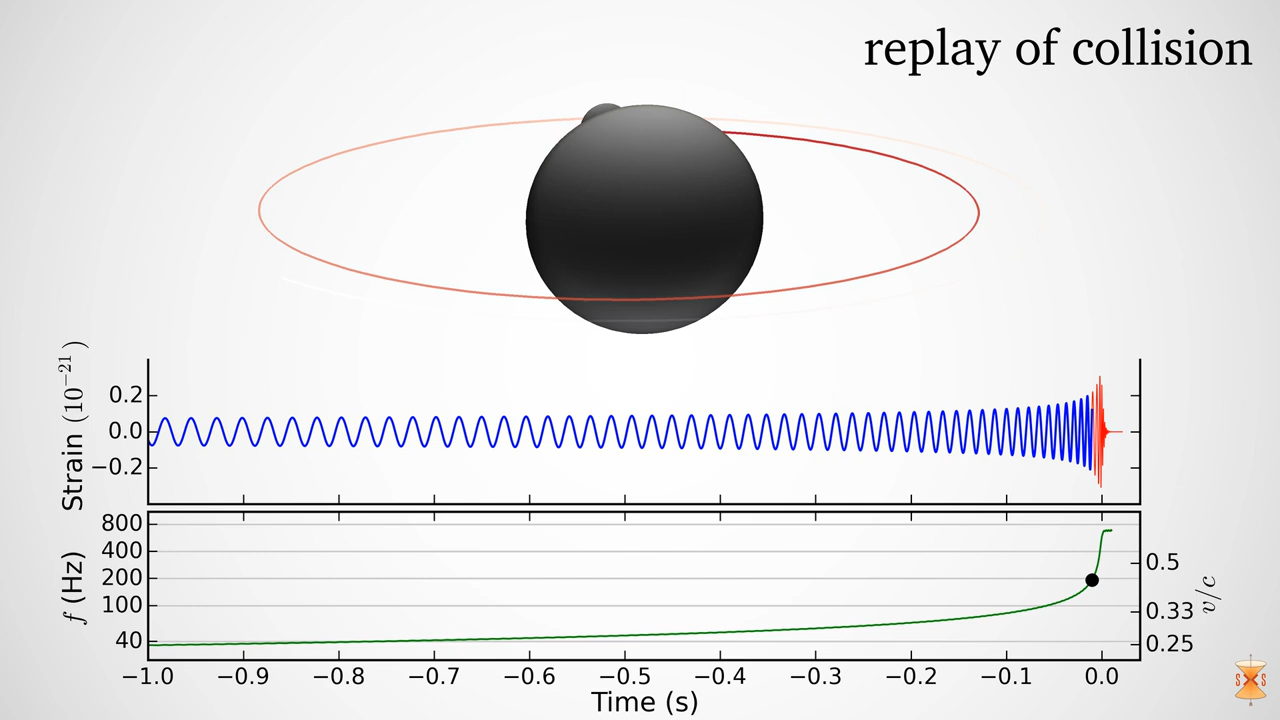 replay of collision
Strain (10⁻²¹)
0.2
0.0
−0.2
f (Hz)
800
400
200
100
40
0.5
0.33
0.25
v/c
−1.0 −0.9 −0.8 −0.7 −0.6 −0.5 −0.4 −0.3 −0.2 −0.1 0.0
Time (s)
SXS